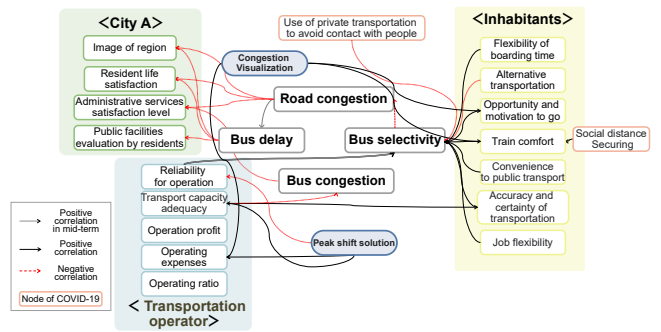 <City A>
Image of region
Resident life
satisfaction
Administrative services
satisfaction level
Public facilities
evaluation by residents
Use of private transportation
to avoid contact with people
Congestion
Visualization
Road congestion
Bus delay
Bus selectivity
Bus congestion
Peak shift solution
<Inhabitants>
Flexibility of
boarding time
Alternative
transportation
Opportunity and
motivation to go
Train comfort
Convenience
to public transport
Accuracy and
certainty of
transportation
Job flexibility
Social distance
Securing
Reliability
for operation
Transport capacity
adequacy
Operation profit
Operating
expenses
Operating ratio
< Transportation
operator>
Positive
correlation
in mid-term
Positive
correlation
Negative
correlation
Node of COVID-19